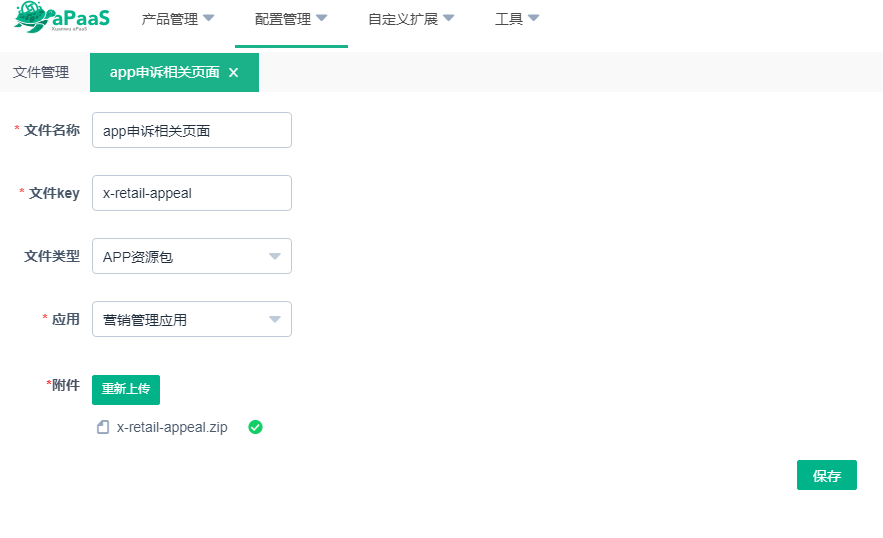 aPaaS
Xuanwu aPaaS
产品管理 配置管理 自定义扩展 工具
文件管理 app申诉相关页面 X
* 文件名称 app申诉相关页面
* 文件key x-retail-appeal
文件类型 APP资源包
* 应用 营销管理应用
*附件 重新上传
x-retail-appeal.zip
保存